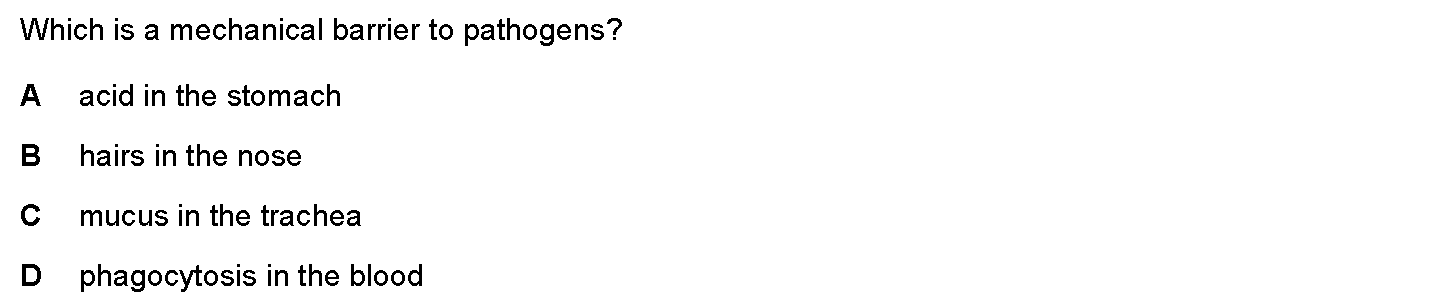 Which is a mechanical barrier to pathogens?
A acid in the stomach
B hairs in the nose
C mucus in the trachea
D phagocytosis in the blood